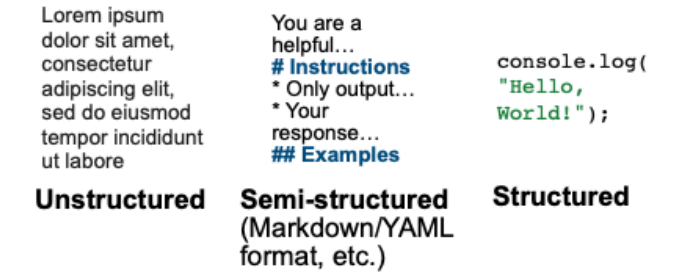 Lorem ipsum
dolor sit amet,
consectetur
adipiscing elit,
sed do eiusmod
tempor incididunt
ut labore
Unstructured
You are a
helpful…
# Instructions
* Only output…
* Your
response…
## Examples
Semi-structured
(Markdown/YAML
format, etc.)
console.log(
"Hello,
World!");
Structured